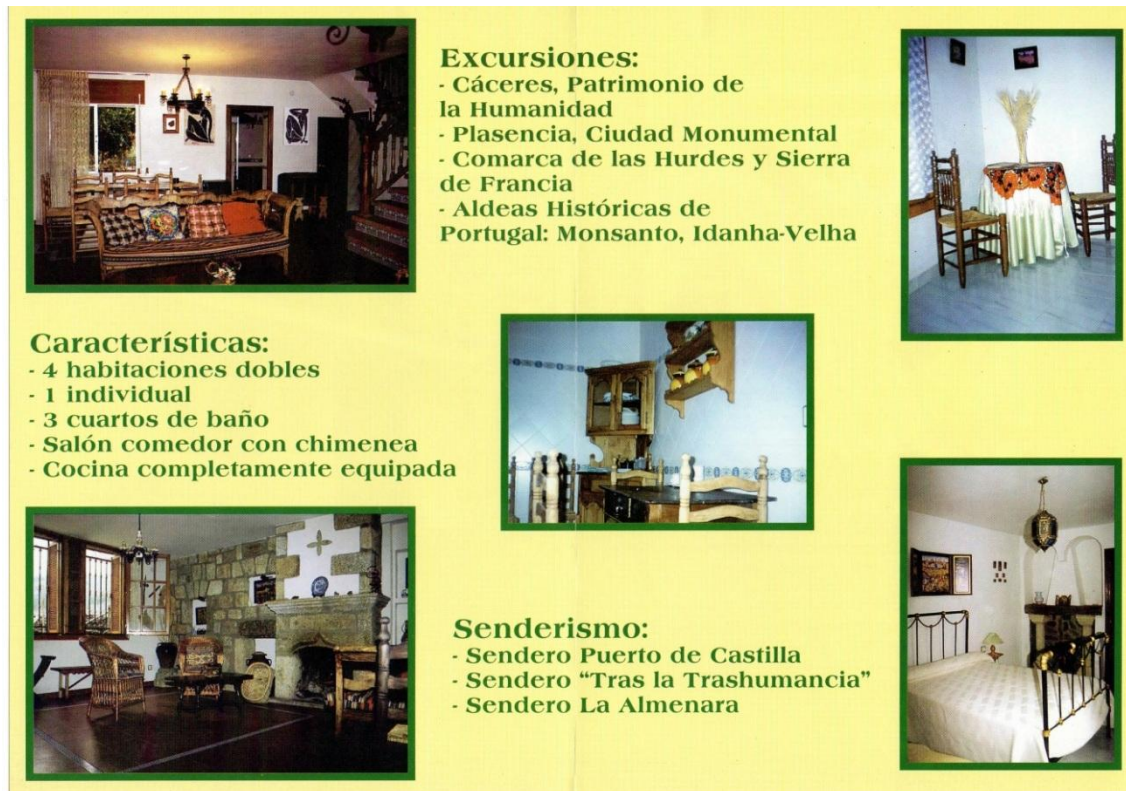 Excursiones:
- Cáceres, Patrimonio de
la Humanidad
- Plasencia, Ciudad Monumental
- Comarca de las Hurdes y Sierra
de Francia
- Aldeas Históricas de
Portugal: Monsanto, Idanha-Velha
Características:
- 4 habitaciones dobles
- 1 individual
- 3 cuartos de baño
- Salón comedor con chimenea
- Cocina completamente equipada
Senderismo:
- Sendero Puerto de Castilla
- Sendero “Tras la Trashumancia”
- Sendero La Almenara